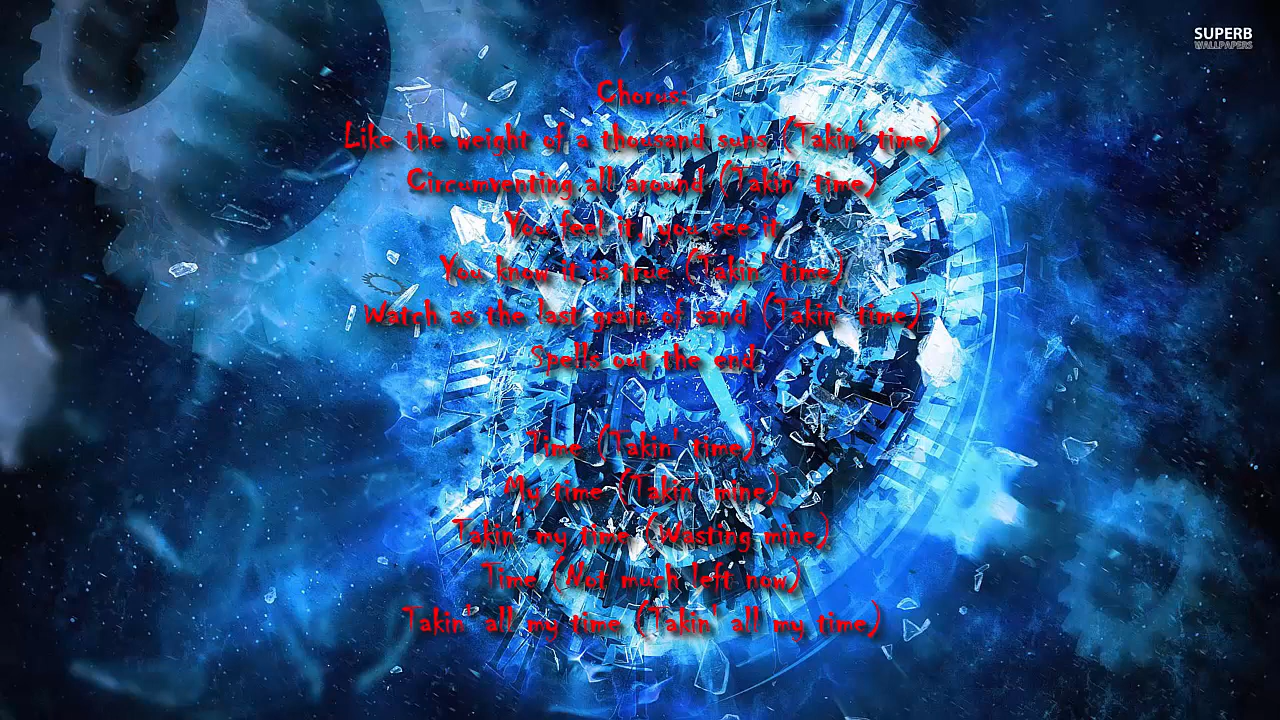 SUPERB
WALLPAPERS
Chorus:
Like the weight of a thousand suns (Takin' time)
Circumventing all around (Takin' time)
You feel it, you see it
You know it is true (Takin' time)
Watch as the last grain of sand (Takin' time)
Spells out the end
Time (Takin' time)
My time (Takin' mine)
Takin' my time (Wasting mine)
Time (Not much left now)
Takin' all my time (Takin' all my time)